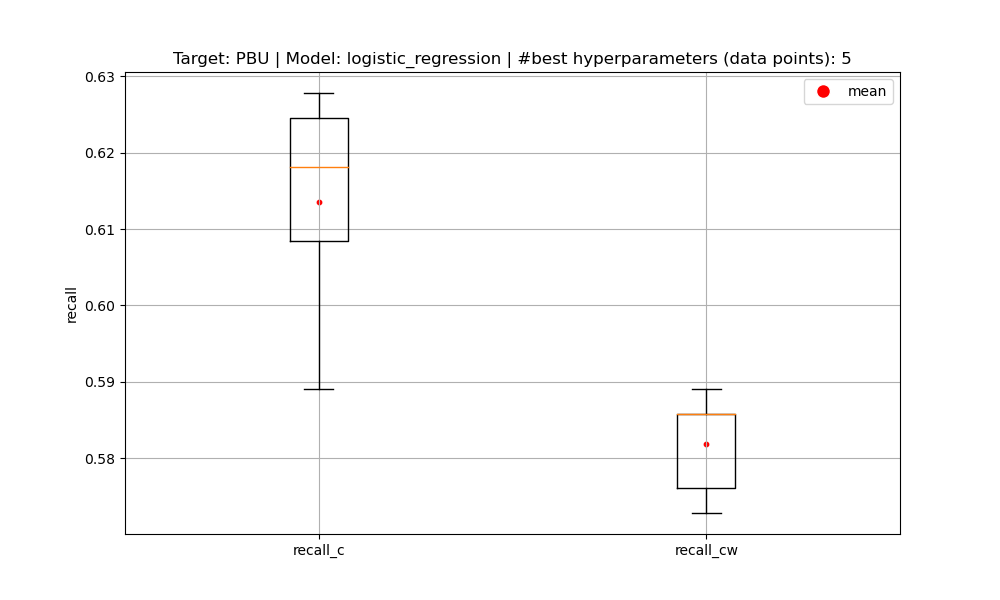 Target: PBU | Model: logistic_regression | #best hyperparameters (data points): 5
mean
0.63
0.62
0.61
0.60
0.59
0.58
recall
recall_c
recall_cw